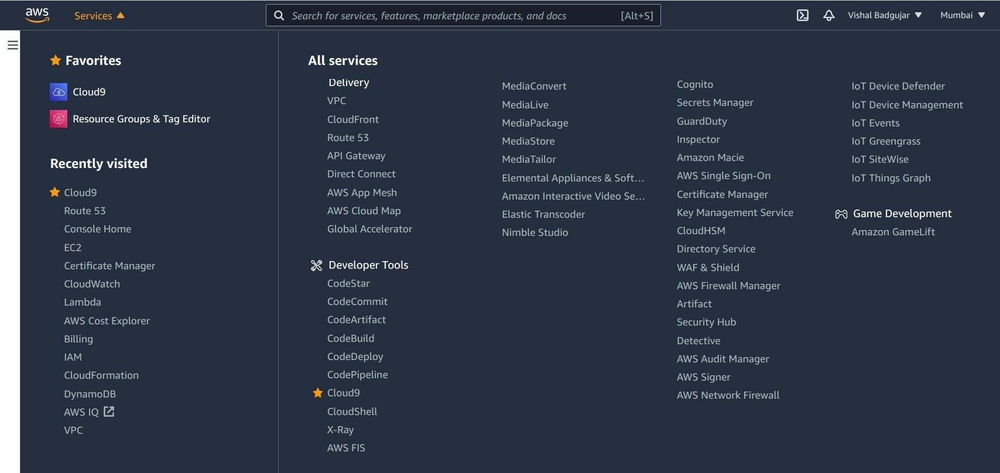 aws
Services
Search for services, features, marketplace products, and docs [Alt+S]
Vishal Badgujar
Mumbai
Favorites
Cloud9
Resource Groups & Tag Editor
Recently visited
Cloud9
Route 53
Console Home
EC2
Certificate Manager
CloudWatch
Lambda
AWS Cost Explorer
Billing
IAM
CloudFormation
DynamoDB
AWS IQ
VPC
All services
Delivery
VPC
CloudFront
Route 53
API Gateway
Direct Connect
AWS App Mesh
AWS Cloud Map
Global Accelerator
Developer Tools
CodeStar
CodeCommit
CodeArtifact
CodeBuild
CodeDeploy
CodePipeline
Cloud9
CloudShell
X-Ray
AWS FIS
MediaConvert
MediaLive
MediaPackage
MediaStore
MediaTailor
Elemental Appliances & Soft...
Amazon Interactive Video Se...
Elastic Transcoder
Nimble Studio
Cognito
Secrets Manager
GuardDuty
Inspector
Amazon Macie
AWS Single Sign-On
Certificate Manager
Key Management Service
CloudHSM
Directory Service
WAF & Shield
AWS Firewall Manager
Artifact
Security Hub
Detective
AWS Audit Manager
AWS Signer
AWS Network Firewall
IoT Device Defender
IoT Device Management
IoT Events
IoT Greengrass
IoT SiteWise
IoT Things Graph
Game Development
Amazon GameLift